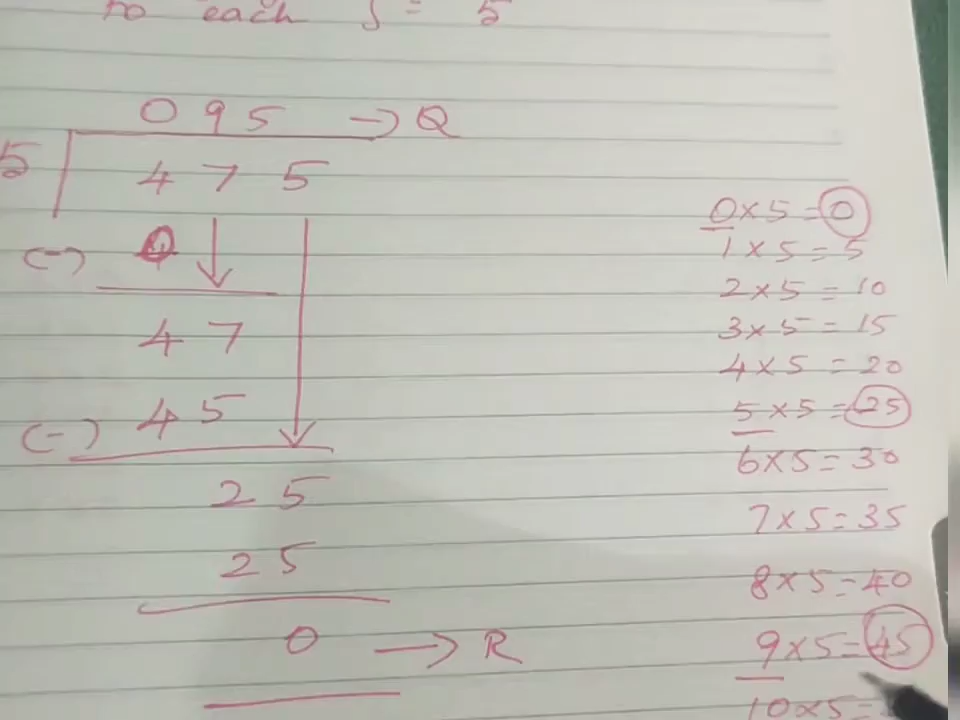 to each
5
0 9 5 → Q
5 4 7 5
(-) 0
4 7
(-) 4 5
2 5
2 5
0 → R
0 × 5 = 0
1 × 5 = 5
2 × 5 = 10
3 × 5 = 15
4 × 5 = 20
5 × 5 = 25
6 × 5 = 30
7 × 5 = 35
8 × 5 = 40
9 × 5 = 45
10 × 5 =